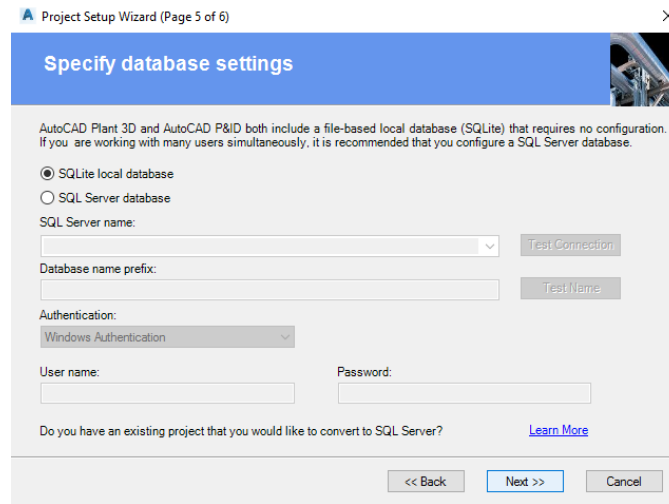 Project Setup Wizard (Page 5 of 6)
Specify database settings
AutoCAD Plant 3D and AutoCAD P&ID both include a file-based local database (SQLite) that requires no configuration.
If you are working with many users simultaneously, it is recommended that you configure a SQL Server database.
SQLite local database
SQL Server database
SQL Server name:
Test Connection
Database name prefix:
Test Name
Authentication:
Windows Authentication
User name: Password:
Do you have an existing project that you would like to convert to SQL Server? Learn More
<< Back Next >> Cancel